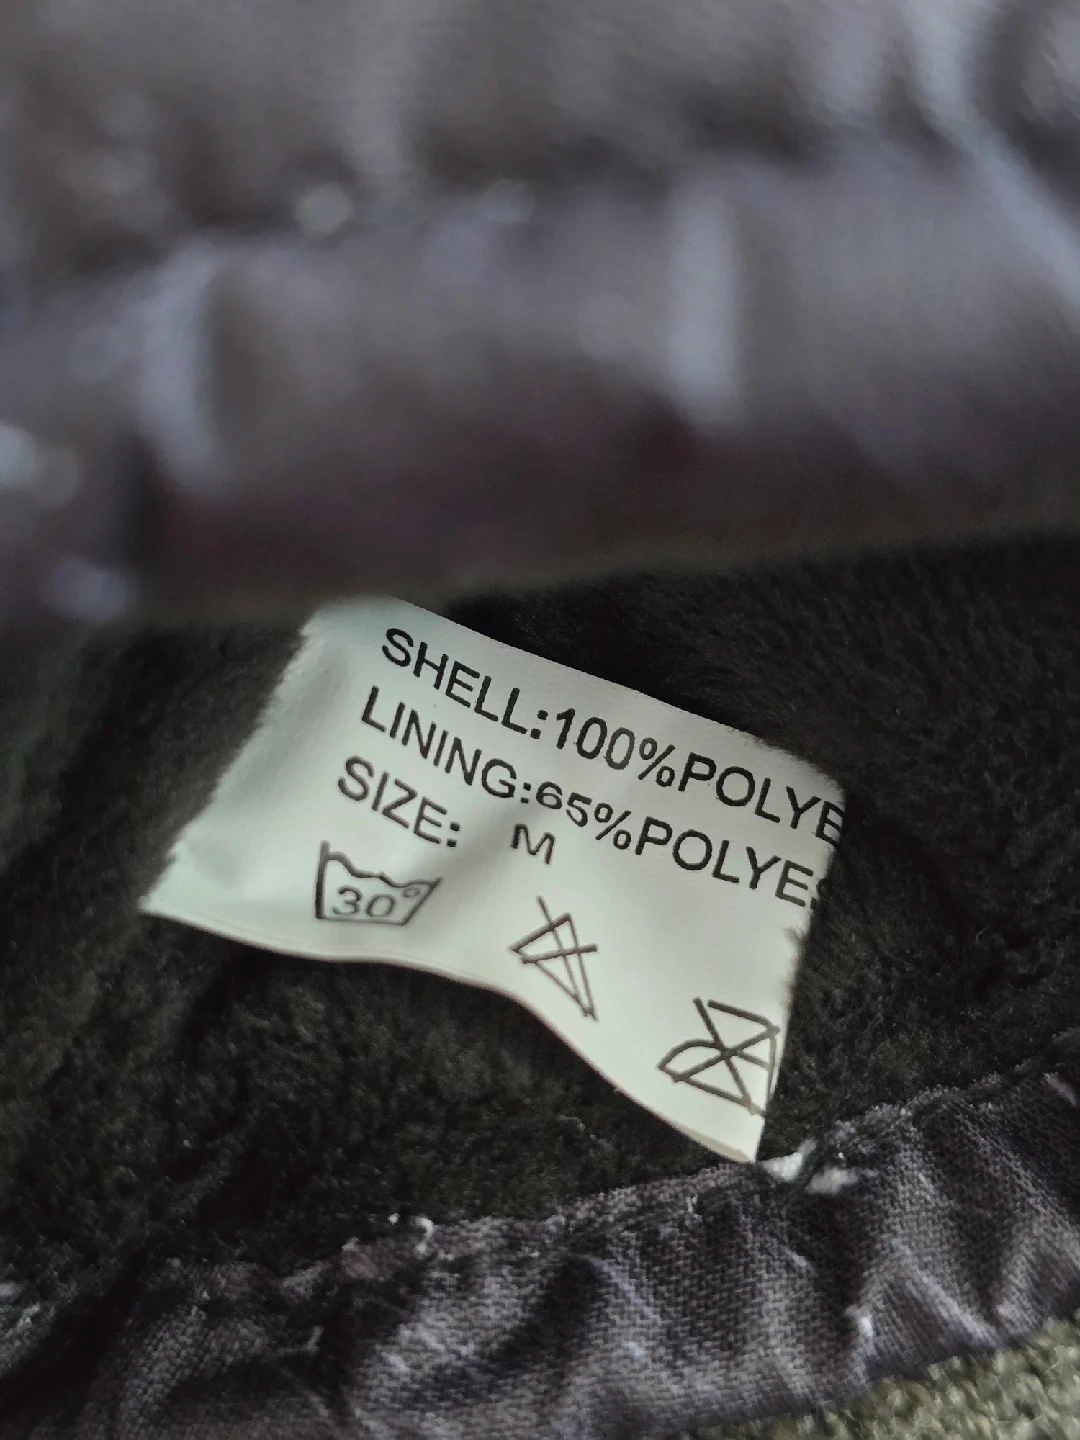 SHELL:100%POLYE
LINING:65%POLYES
SIZE: M
30°